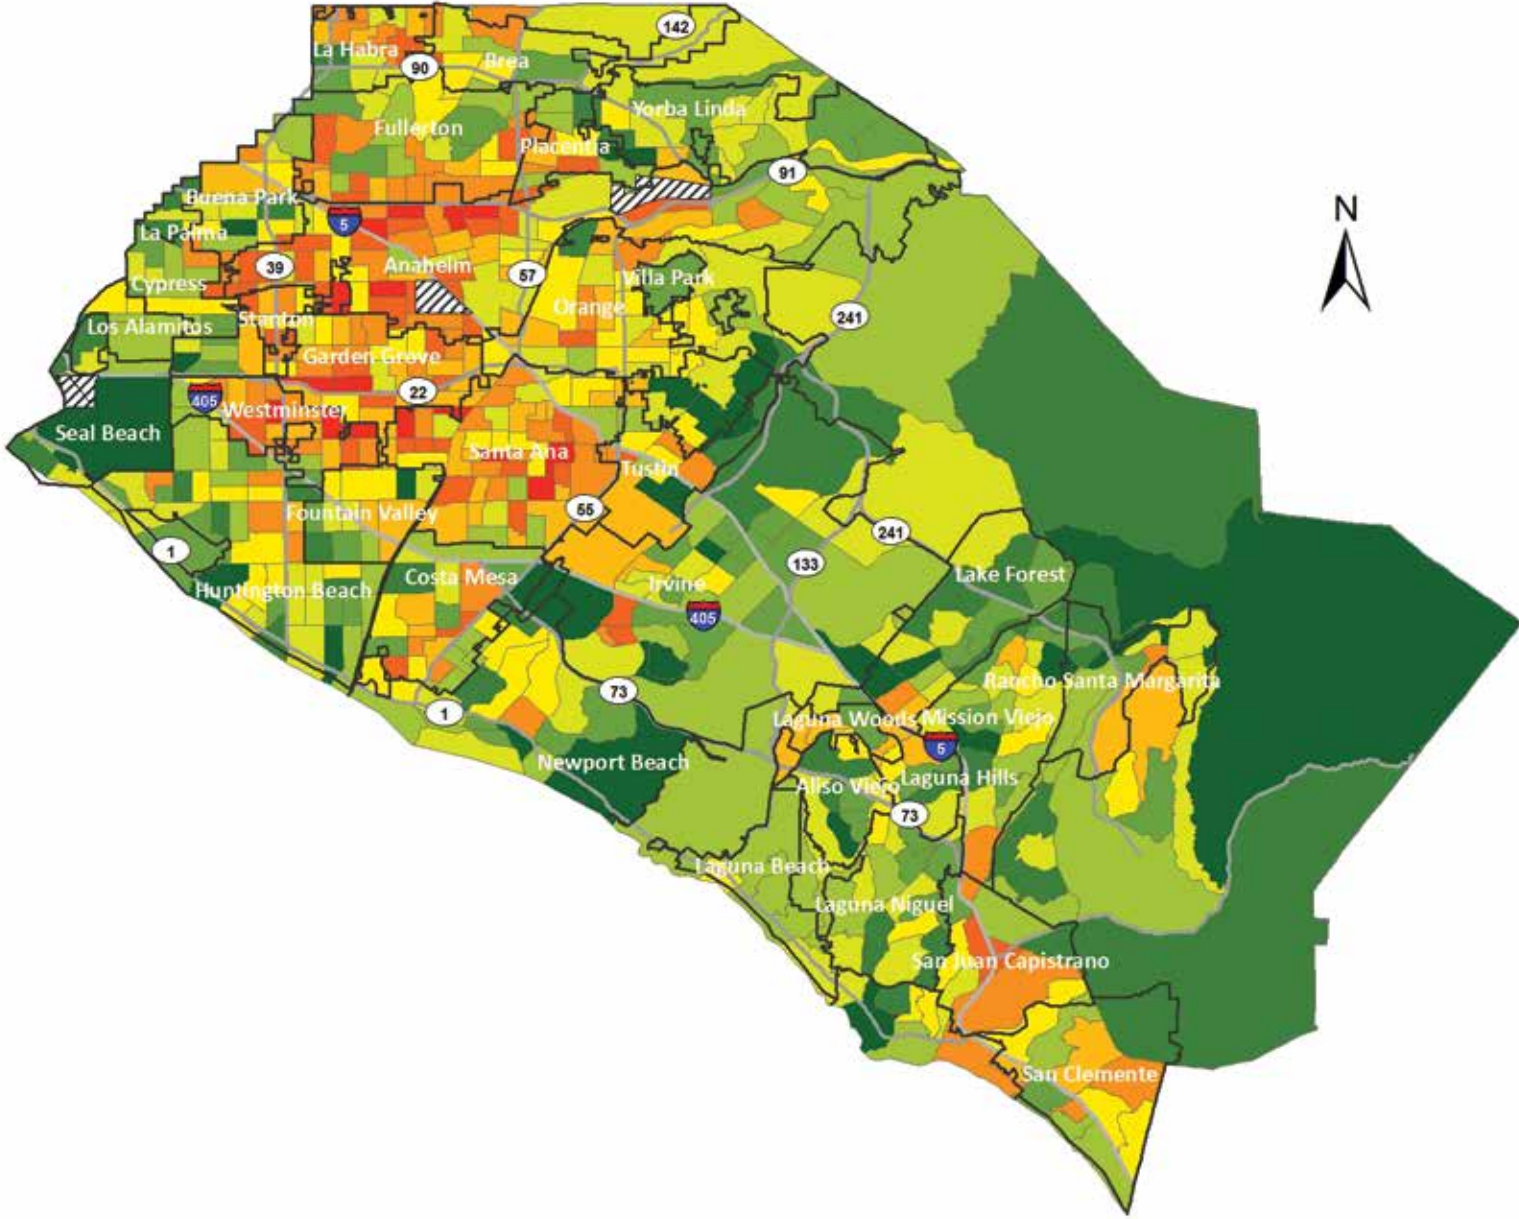 142
La Habra
Brea
90
Yorba Linda
Fullerton
Placentia
91
Buena Park
N
5
La Palma
39
Anaheim
57
Villa Park
Cypress
Orange
Los Alamitos
Stanton
241
Garden Grove
22
405
Westminster
Seal Beach
Santa Ana
Tustin
55
Fountain Valley
241
1
133
Costa Mesa
Lake Forest
Huntington Beach
Irvine
405
73
Rancho Santa Margarita
1
Laguna Woods
Mission Viejo
5
Newport Beach
Aliso Viejo
Laguna Hills
73
Laguna Beach
Laguna Niguel
San Juan Capistrano
San Clemente